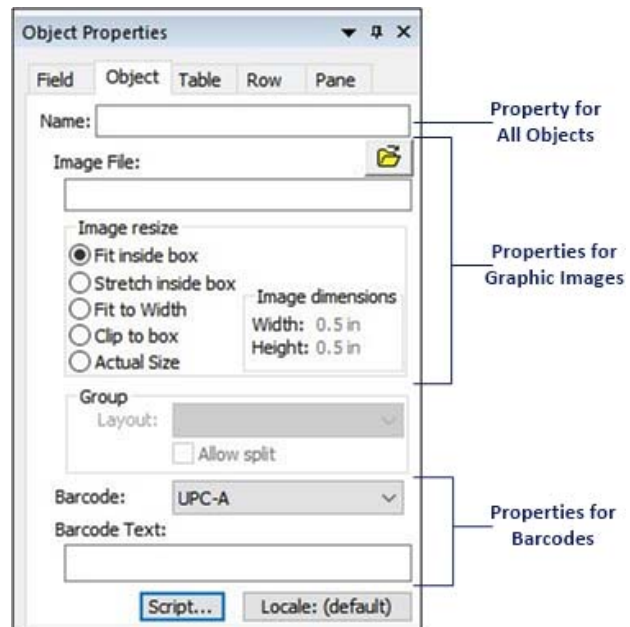 Object Properties
Field Object Table Row Pane
Name:
Property for
All Objects
Image File:
Image resize
Fit inside box
Stretch inside box
Fit to Width
Clip to box
Actual Size
Image dimensions
Width: 0.5 in
Height: 0.5 in
Properties for
Graphic Images
Group
Layout:
Allow split
Barcode: UPC-A
Barcode Text:
Properties for
Barcodes
Script... Locale: (default)